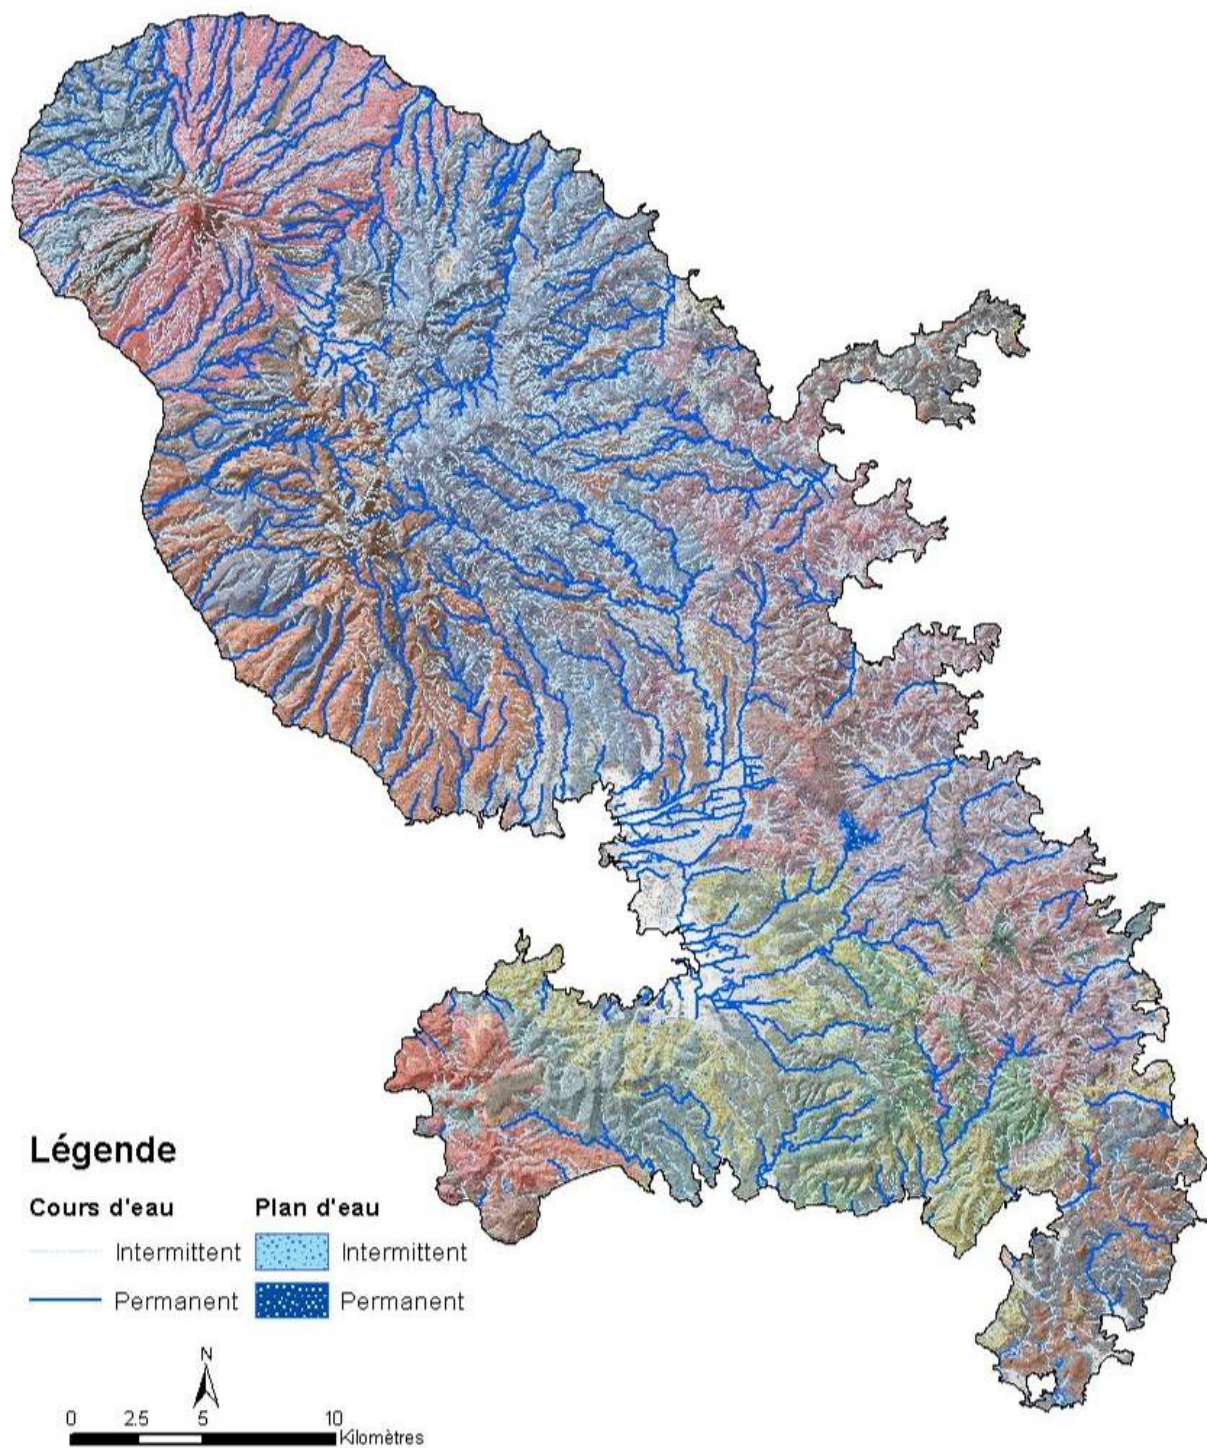 Légende
Cours d'eau Plan d'eau
Intermittent Intermittent
Permanent Permanent
N
0 2.5 5 10
Kilomètres